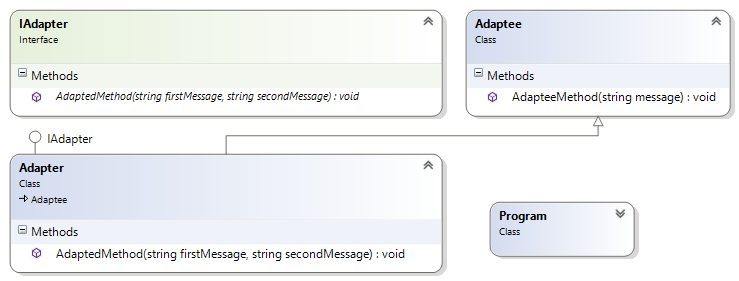 IAdapter
Interface
Methods
AdaptedMethod(string firstMessage, string secondMessage) : void
Adaptee
Class
Methods
AdapteeMethod(string message) : void
IAdapter
Adapter
Class
Adaptee
Methods
AdaptedMethod(string firstMessage, string secondMessage) : void
Program
Class